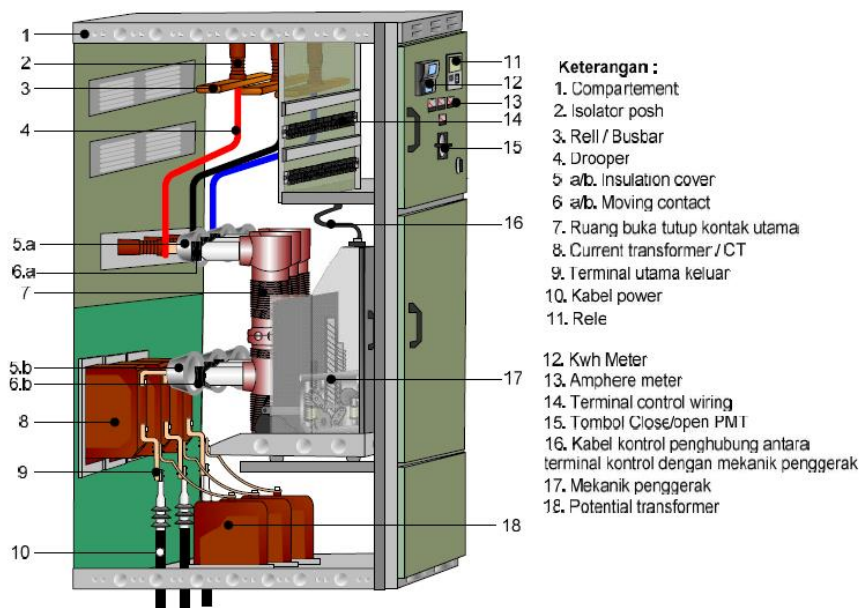 1
2
3
4
5.a
6.a
7
5.b
6.b
8
9
10
11
12
13
14
15
16
17
18
Keterangan :
1. Compartement
2. Isolator posh
3. Rell / Busbar
4. Drooper
5 a/b. Insulation cover
6 a/b. Moving contact
7. Ruang buka tutup kontak utama
8. Current transformer / CT
9. Terminal utama keluar
10. Kabel power
11. Rele
12. Kwh Meter
13. Amphere meter
14. Terminal control wiring
15. Tombol Close/open PMT
16. Kabel kontrol penghubung antara
terminal kontrol dengan mekanik penggerak
17. Mekanik penggerak
18. Potential transformer